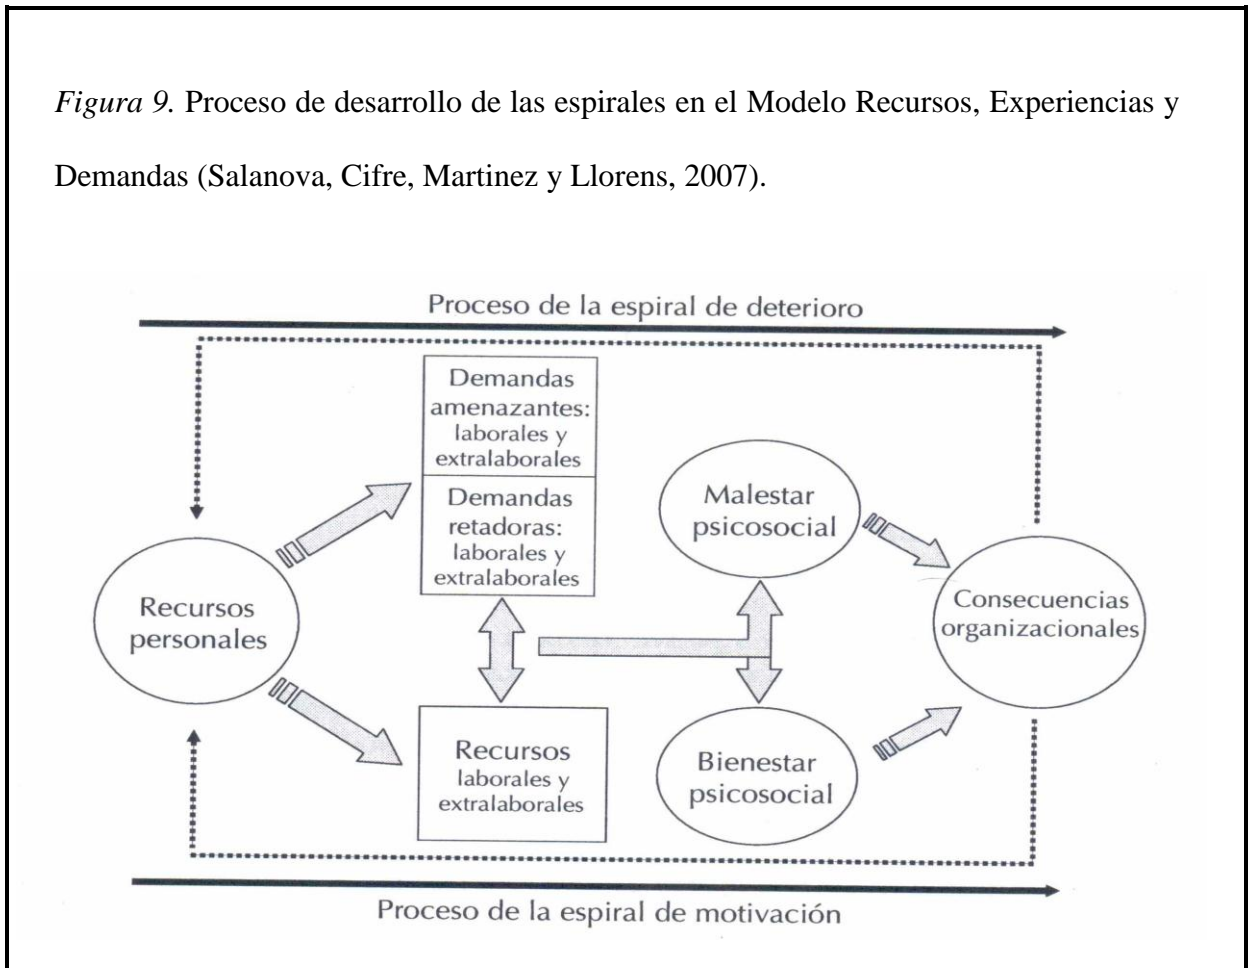 Figura 9. Proceso de desarrollo de las espirales en el Modelo Recursos, Experiencias y
Demandas (Salanova, Cifre, Martinez y Llorens, 2007).
Proceso de la espiral de deterioro
Demandas
amenazantes:
laborales y
extralaborales
Demandas
retadoras:
laborales y
extralaborales
Malestar
psicosocial
Recursos
personales
Consecuencias
organizacionales
Recursos
laborales y
extralaborales
Bienestar
psicosocial
Proceso de la espiral de motivación